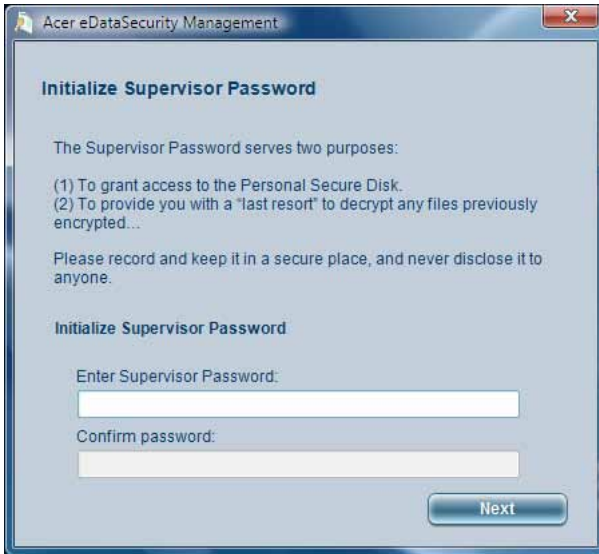 Acer eDataSecurity Management
Initialize Supervisor Password
The Supervisor Password serves two purposes:
(1) To grant access to the Personal Secure Disk.
(2) To provide you with a “last resort” to decrypt any files previously
encrypted...
Please record and keep it in a secure place, and never disclose it to
anyone.
Initialize Supervisor Password
Enter Supervisor Password:
Confirm password:
Next